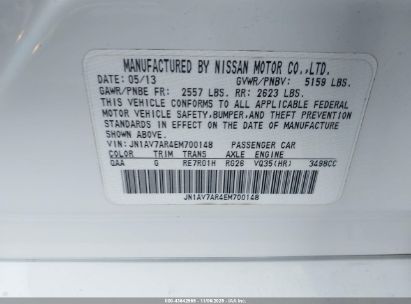 MANUFACTURED BY NISSAN MOTOR CO.,LTD.
DATE: 05/13 GVWR/PNBV: 5159 LBS.
GAWR/PNBE FR: 2557 LBS. RR: 2623 LBS.
THIS VEHICLE CONFORMS TO ALL APPLICABLE FEDERAL
MOTOR VEHICLE SAFETY,BUMPER,AND THEFT PREVENTION
STANDARDS IN EFFECT ON THE DATE OF MANUFACTURE
SHOWN ABOVE.
VIN: JN1AV7AR4EM700148 PASSENGER CAR
COLOR TRIM TRANS AXLE ENGINE
QAA G RE7R01H RG26 VQ35(HR) 3498CC
JN1AV7AR4EM700148